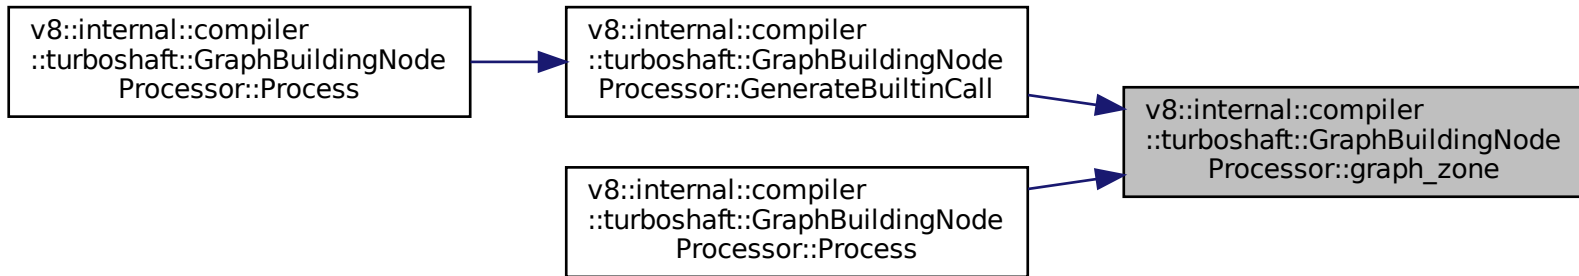 v8::internal::compiler
::turboshaft::GraphBuildingNode
Processor::Process
v8::internal::compiler
::turboshaft::GraphBuildingNode
Processor::GenerateBuiltinCall
v8::internal::compiler
::turboshaft::GraphBuildingNode
Processor::graph_zone
v8::internal::compiler
::turboshaft::GraphBuildingNode
Processor::Process